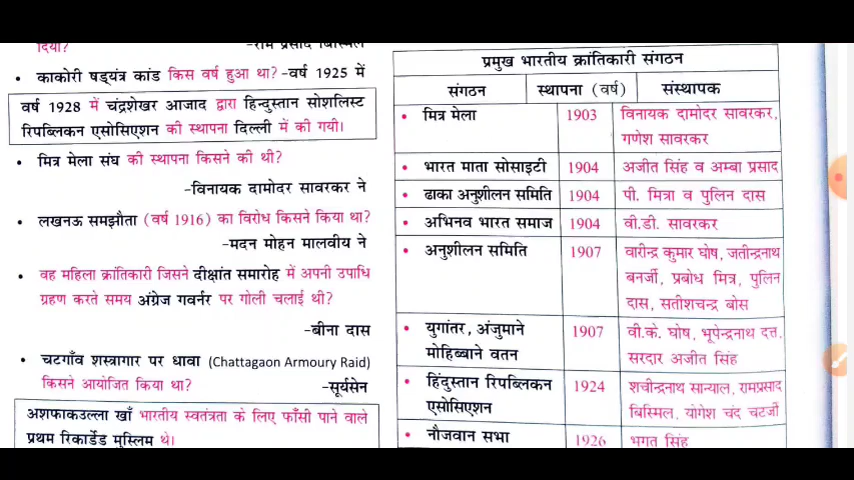 दिया? -राम प्रसाद बिस्मिल
• काकोरी षड्यंत्र कांड किस वर्ष हुआ था? -वर्ष 1925 में
वर्ष 1928 में चंद्रशेखर आजाद द्वारा हिन्दुस्तान सोशलिस्ट
रिपब्लिकन एसोसिएशन की स्थापना दिल्ली में की गयी।
• मित्र मेला संघ की स्थापना किसने की थी?
-विनायक दामोदर सावरकर ने
• लखनऊ समझौता (वर्ष 1916) का विरोध किसने किया था?
-मदन मोहन मालवीय ने
• वह महिला क्रांतिकारी जिसने दीक्षांत समारोह में अपनी उपाधि
ग्रहण करते समय अंग्रेज गवर्नर पर गोली चलाई थी?
-बीना दास
• चटगाँव शस्त्रागार पर धावा (Chattagaon Armoury Raid)
किसने आयोजित किया था? -सूर्यसेन
अशफाकउल्ला खाँ भारतीय स्वतंत्रता के लिए फाँसी पाने वाले
प्रथम रिकार्डेड मुस्लिम थे।
प्रमुख भारतीय क्रांतिकारी संगठन
संगठन स्थापना (वर्ष) संस्थापक
• मित्र मेला 1903 विनायक दामोदर सावरकर,
गणेश सावरकर
• भारत माता सोसाइटी 1904 अजीत सिंह व अम्बा प्रसाद
• ढाका अनुशीलन समिति 1904 पी. मित्रा व पुलिन दास
• अभिनव भारत समाज 1904 वी.डी. सावरकर
• अनुशीलन समिति 1907 वारीन्द्र कुमार घोष, जतीन्द्रनाथ
बनर्जी, प्रबोध मित्र, पुलिन
दास, सतीशचन्द्र बोस
• युगांतर, अंजुमाने 1907 वी.के. घोष, भूपेन्द्रनाथ दत्त,
मोहिब्बाने वतन सरदार अजीत सिंह
• हिंदुस्तान रिपब्लिकन 1924 शचीन्द्रनाथ सान्याल, रामप्रसाद
एसोसिएशन बिस्मिल, योगेश चंद चटर्जी
• नौजवान सभा 1926 भगत सिंह